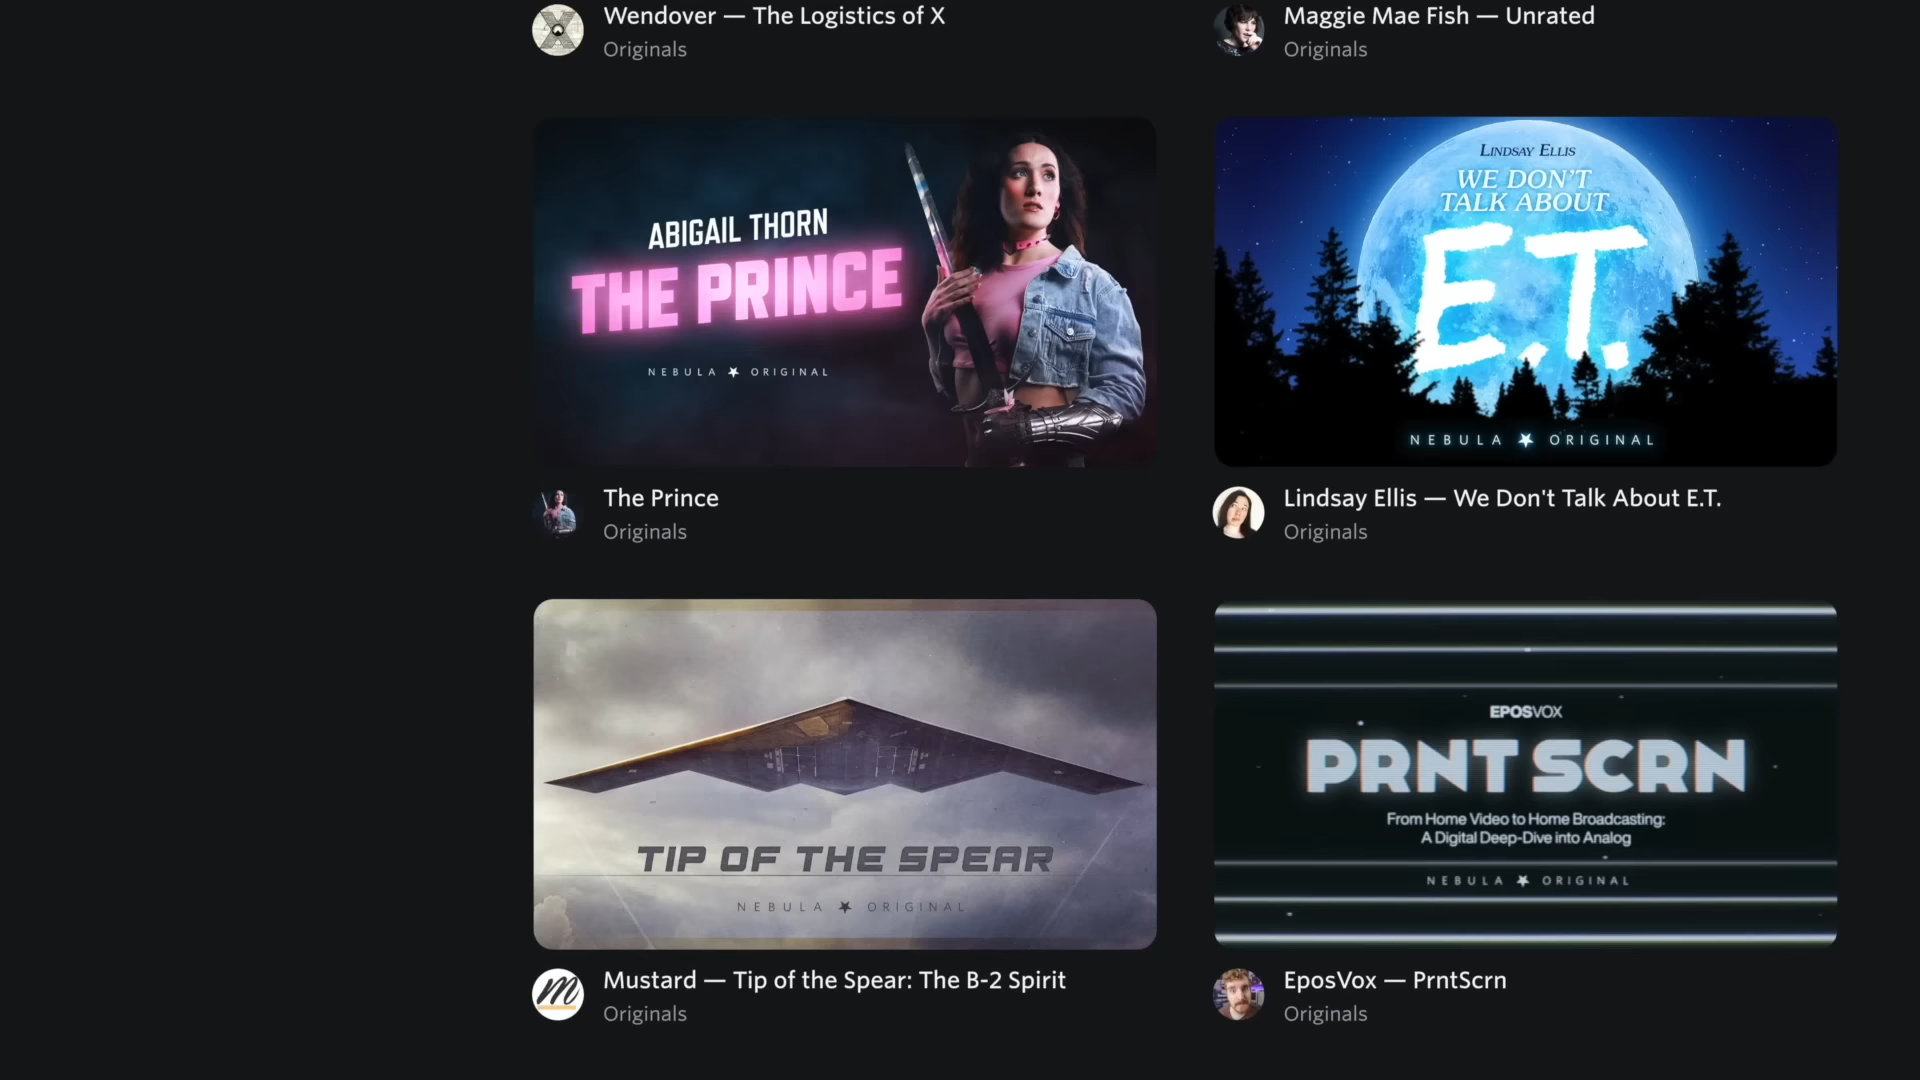 Wendover — The Logistics of X
Originals
Maggie Mae Fish — Unrated
Originals
ABIGAIL THORN
THE PRINCE
NEBULA ORIGINAL
The Prince
Originals
LINDSAY ELLIS
WE DON'T
TALK ABOUT
E.T.
NEBULA ORIGINAL
Lindsay Ellis — We Don't Talk About E.T.
Originals
TIP OF THE SPEAR
NEBULA ORIGINAL
Mustard — Tip of the Spear: The B-2 Spirit
Originals
EPOSVOX
PRNT SCRN
From Home Video to Home Broadcasting:
A Digital Deep-Dive into Analog
NEBULA ORIGINAL
EposVox — PrntScrn
Originals